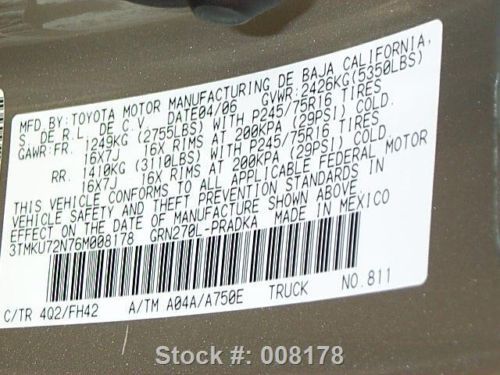 MFD.BY:TOYOTA MOTOR MANUFACTURING DE BAJA CALIFORNIA,
S. DE R.L. DE C.V DATE04/06 GVWR:2426KG(5350LBS)
GAWR:FR. 1249KG (2755LBS) WITH P245/75R16 TIRES
16X7J 16X RIMS AT 200KPA (29PSI) COLD.
RR. 1410KG (3110LBS) WITH P245/75R16 TIRES
16X7J 16X RIMS AT 200KPA (29PSI) COLD.
THIS VEHICLE CONFORMS TO ALL APPLICABLE FEDERAL MOTOR
VEHICLE SAFETY AND THEFT PREVENTION STANDARDS IN
EFFECT ON THE DATE OF MANUFACTURE SHOWN ABOVE.
3TMKU72N76M008178 GRN270L-PRADKA MADE IN MEXICO
C/TR 4Q2/FH42 A/TM A04A/A750E TRUCK NO.811
Stock #: 008178